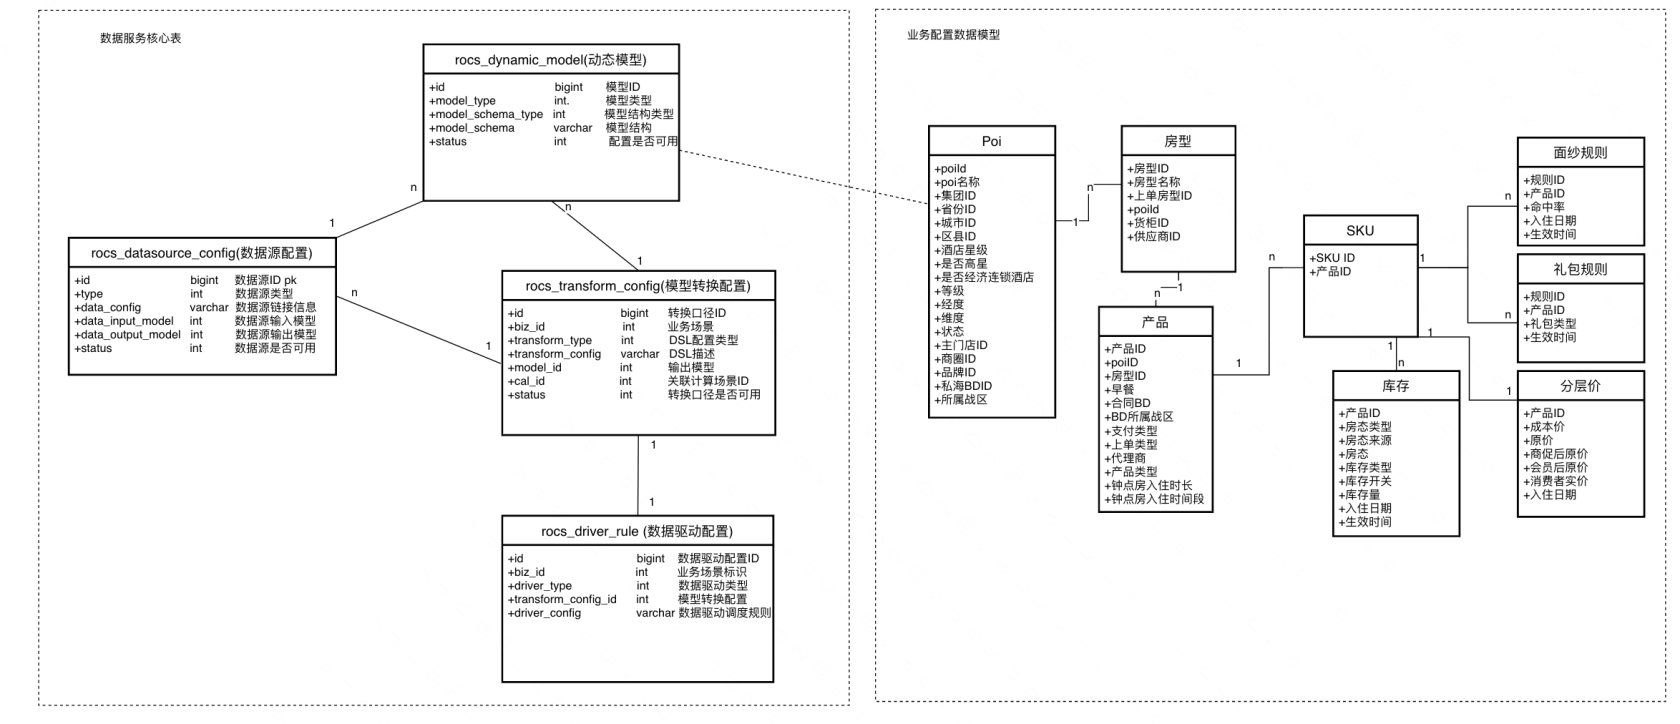 数据服务核心表
rocs_dynamic_model(动态模型)
+id bigint 模型ID
+model_type int. 模型类型
+model_schema_type int 模型结构类型
+model_schema varchar 模型结构
+status int 配置是否可用
n
1
n
1
rocs_datasource_config(数据源配置)
+id bigint 数据源ID pk
+type int 数据源类型
+data_config varchar 数据源链接信息
+data_input_model int 数据源输入模型
+data_output_model int 数据源输出模型
+status int 数据源是否可用
n
1
rocs_transform_config(模型转换配置)
+id bigint 转换口径ID
+biz_id int 业务场景
+transform_type int DSL配置类型
+transform_config varchar DSL描述
+model_id int 输出模型
+cal_id int 关联计算场景ID
+status int 转换口径是否可用
1
1
rocs_driver_rule (数据驱动配置)
+id bigint 数据驱动配置ID
+biz_id int 业务场景标识
+driver_type int 数据驱动类型
+transform_config_id int 模型转换配置
+driver_config varchar 数据驱动调度规则
业务配置数据模型
Poi
+poiId
+poi名称
+集团ID
+省份ID
+城市ID
+区县ID
+酒店星级
+是否高星
+是否经济连锁酒店
+等级
+经度
+维度
+状态
+主门店ID
+商圈ID
+品牌ID
+私海BDID
+所属战区
1
n
房型
+房型ID
+房型名称
+上单房型ID
+poiId
+货柜ID
+供应商ID
1
n
产品
+产品ID
+poiID
+房型ID
+早餐
+合同BD
+BD所属战区
+支付类型
+上单类型
+代理商
+产品类型
+钟点房入住时长
+钟点房入住时间段
1
n
SKU
+SKU ID
+产品ID
1
n
n
1
n
1
1
面纱规则
+规则ID
+产品ID
+命中率
+入住日期
+生效时间
礼包规则
+规则ID
+产品ID
+礼包类型
+生效时间
库存
+产品ID
+房态类型
+房态来源
+房态
+库存类型
+库存开关
+库存量
+入住日期
+生效时间
分层价
+产品ID
+成本价
+原价
+商促后原价
+会员后原价
+消费者实价
+入住日期